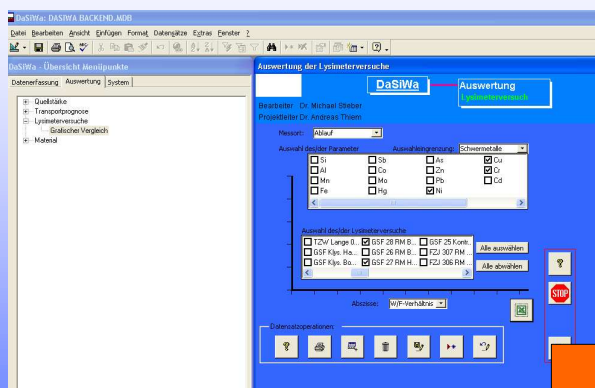 DaSiWa: DASIWA BACKEND.MDB
Datei Bearbeiten Ansicht Einfügen Format Datensätze Extras Fenster ?
DaSiWa - Übersicht Menüpunkte
Datenerfassung Auswertung System
Quellstärke
Transportprognose
Lysimeterversuche
Grafischer Vergleich
Material
Auswertung der Lysimeterversuche
DaSiWa
Auswertung
Lysimeterversuch
Bearbeiter Dr. Michael Stieber
Projektleiter Dr. Andreas Thiem
Messort: Ablauf
Auswahl des/der Parameter Auswahleingrenzung: Schwermetalle
Si Sb As Cu
Al Co Zn Cr
Mn Mo Pb Cd
Fe Hg Ni
Auswahl des/der Lysimeterversuche
TZW Lange 0... GSF 28 RM B... GSF 25 Kontr...
GSF Klys. Ha... GSF 26 RM B... FZJ 307 RM ...
GSF Klys. Bo... GSF 27 RM H... FZJ 306 RM ...
Alle auswählen
Alle abwählen
Abszisse: W/F-Verhältnis
STOP
Datensatzoperationen